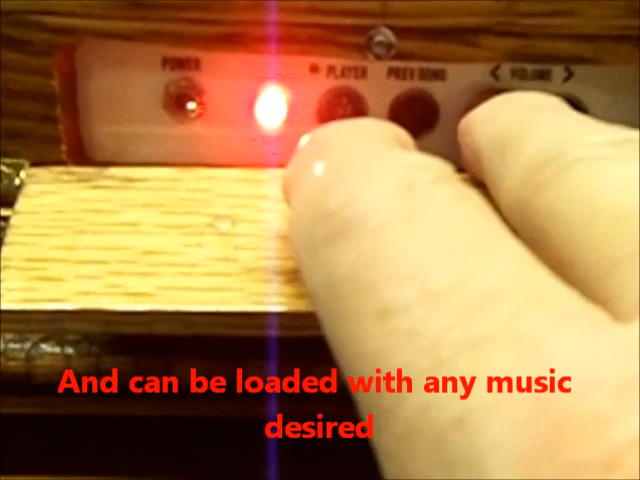 POWER
* PLAYER
PREV SONG
< VOLUME >
And can be loaded with any music
desired